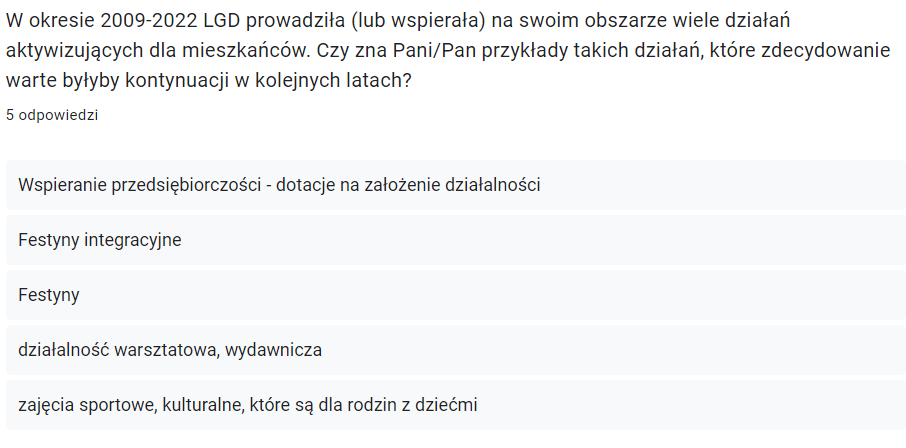 W okresie 2009-2022 LGD prowadziła (lub wspierała) na swoim obszarze wiele działań
aktywizujących dla mieszkańców. Czy zna Pani/Pan przykłady takich działań, które zdecydowanie
warte byłyby kontynuacji w kolejnych latach?
5 odpowiedzi
Wspieranie przedsiębiorczości - dotacje na założenie działalności
Festyny integracyjne
Festyny
działalność warsztatowa, wydawnicza
zajęcia sportowe, kulturalne, które są dla rodzin z dziećmi